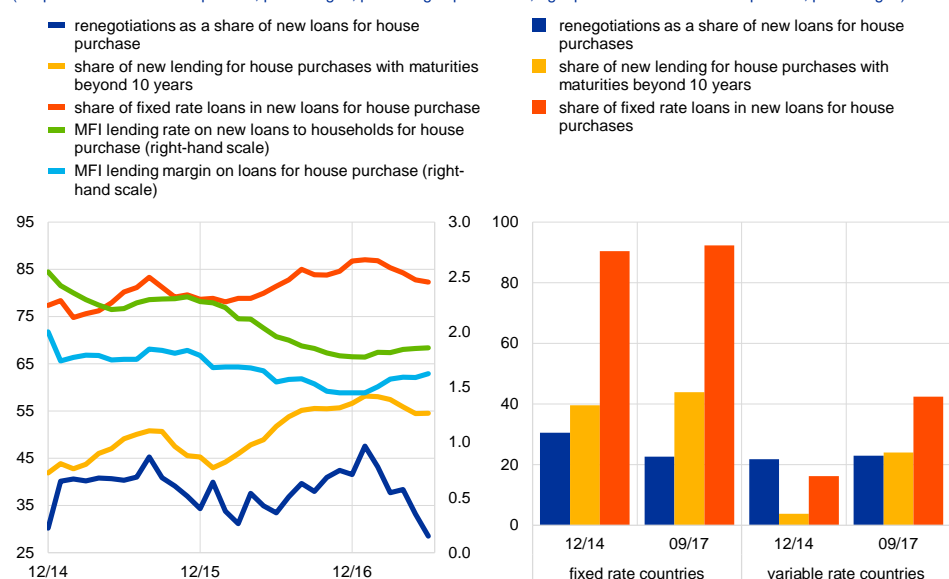 renegotiations as a share of new loans for house
purchase
share of new lending for house purchases with maturities
beyond 10 years
share of fixed rate loans in new loans for house purchase
MFI lending rate on new loans to households for house
purchase (right-hand scale)
MFI lending margin on loans for house purchase (right-
hand scale)
renegotiations as a share of new loans for house
purchases
share of new lending for house purchases with
maturities beyond 10 years
share of fixed rate loans in new loans for house
purchases
95
85
75
65
55
45
35
25
3.0
2.5
2.0
1.5
1.0
0.5
0.0
12/14 12/15 12/16
100
80
60
40
20
0
12/14 09/17 12/14 09/17
fixed rate countries variable rate countries